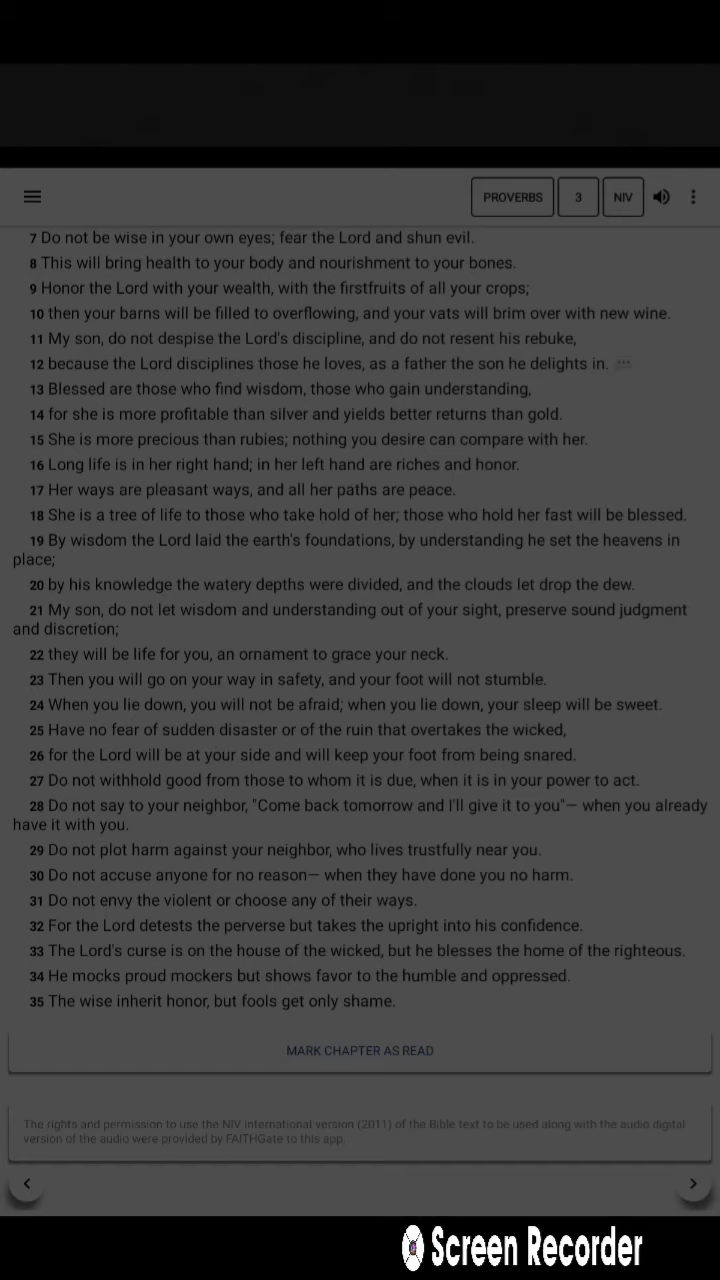 PROVERBS 3 NIV
7 Do not be wise in your own eyes; fear the Lord and shun evil.
8 This will bring health to your body and nourishment to your bones.
9 Honor the Lord with your wealth, with the firstfruits of all your crops;
10 then your barns will be filled to overflowing, and your vats will brim over with new wine.
11 My son, do not despise the Lord's discipline, and do not resent his rebuke,
12 because the Lord disciplines those he loves, as a father the son he delights in.
13 Blessed are those who find wisdom, those who gain understanding,
14 for she is more profitable than silver and yields better returns than gold.
15 She is more precious than rubies; nothing you desire can compare with her.
16 Long life is in her right hand; in her left hand are riches and honor.
17 Her ways are pleasant ways, and all her paths are peace.
18 She is a tree of life to those who take hold of her; those who hold her fast will be blessed.
19 By wisdom the Lord laid the earth's foundations, by understanding he set the heavens in
place;
20 by his knowledge the watery depths were divided, and the clouds let drop the dew.
21 My son, do not let wisdom and understanding out of your sight, preserve sound judgment
and discretion;
22 they will be life for you, an ornament to grace your neck.
23 Then you will go on your way in safety, and your foot will not stumble.
24 When you lie down, you will not be afraid; when you lie down, your sleep will be sweet.
25 Have no fear of sudden disaster or of the ruin that overtakes the wicked,
26 for the Lord will be at your side and will keep your foot from being snared.
27 Do not withhold good from those to whom it is due, when it is in your power to act.
28 Do not say to your neighbor, "Come back tomorrow and I'll give it to you"— when you already
have it with you.
29 Do not plot harm against your neighbor, who lives trustfully near you.
30 Do not accuse anyone for no reason— when they have done you no harm.
31 Do not envy the violent or choose any of their ways.
32 For the Lord detests the perverse but takes the upright into his confidence.
33 The Lord's curse is on the house of the wicked, but he blesses the home of the righteous.
34 He mocks proud mockers but shows favor to the humble and oppressed.
35 The wise inherit honor, but fools get only shame.
MARK CHAPTER AS READ
The rights and permission to use the NIV international version (2011) of the Bible text to be used along with the audio digital
version of the audio were provided by FAITHGate to this app.
Screen Recorder